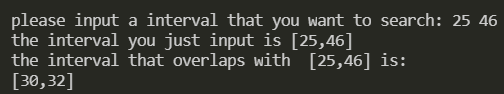 please input a interval that you want to search: 25 46
the interval you just input is [25,46]
the interval that overlaps with  [25,46] is:
[30,32]